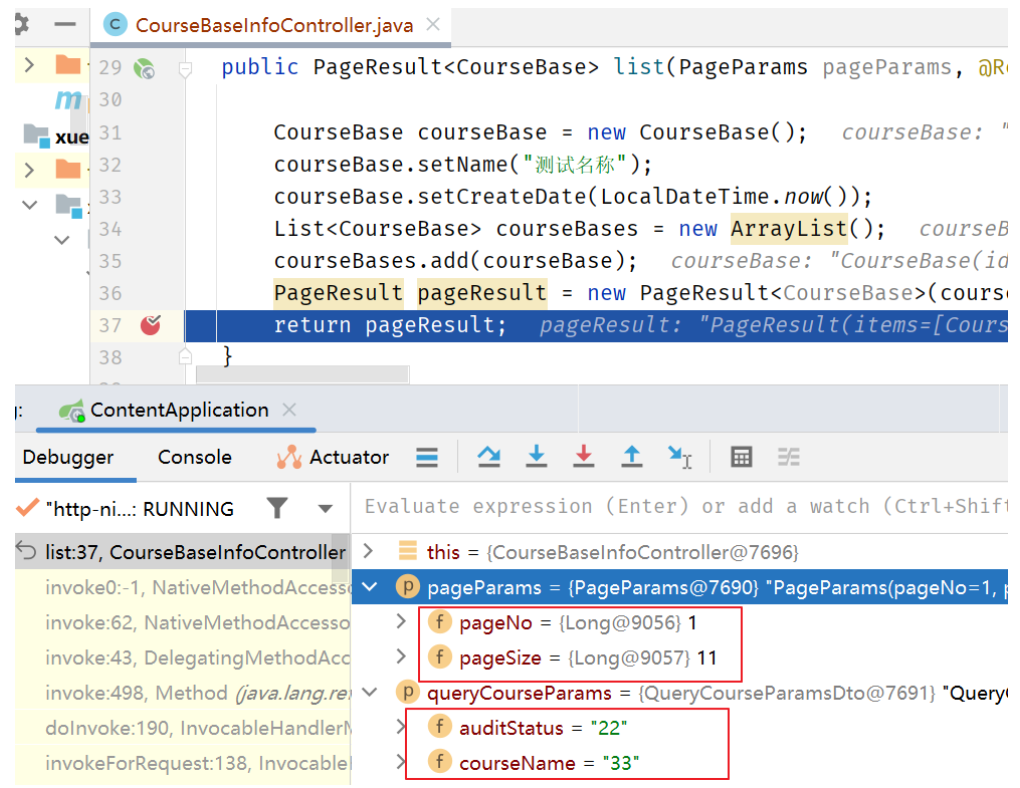 C CourseBaseInfoController.java
29 public PageResult<CourseBase> list(PageParams pageParams, @R
m 30
xue 31 CourseBase courseBase = new CourseBase(); courseBase: "
32 courseBase.setName("测试名称");
33 courseBase.setCreateDate(LocalDateTime.now());
34 List<CourseBase> courseBases = new ArrayList(); courseB
35 courseBases.add(courseBase); courseBase: "CourseBase(id
36 PageResult pageResult = new PageResult<CourseBase>(cours
37 return pageResult; pageResult: "PageResult(items=[Cours
38 }
: ContentApplication
Debugger Console Actuator
"http-ni...: RUNNING Evaluate expression (Enter) or add a watch (Ctrl+Shift
list:37, CourseBaseInfoController this = {CourseBaseInfoController@7696}
invoke0:-1, NativeMethodAccesso p pageParams = {PageParams@7690} "PageParams(pageNo=1, p
invoke:62, NativeMethodAccesso f pageNo = {Long@9056} 1
invoke:43, DelegatingMethodAcc f pageSize = {Long@9057} 11
invoke:498, Method (java.lang.re p queryCourseParams = {QueryCourseParamsDto@7691} "Query
doInvoke:190, InvocableHandlerM f auditStatus = "22"
invokeForRequest:138, Invocable f courseName = "33"